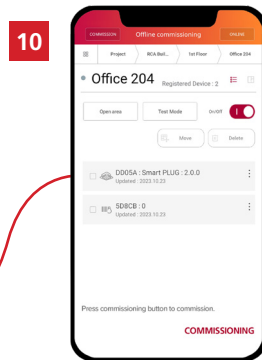 10
COMMISSION Offline commissioning ONLINE
Project RCA Buil... 1st Floor Office 204
Office 204 Registered Device : 2
Open area Test Mode On/Off
Move Delete
DD05A : Smart PLUG : 2.0.0
Updated : 2023.10.23
5D8CB : 0
Updated : 2023.10.23
Press commissioning button to commission.
COMMISSIONING